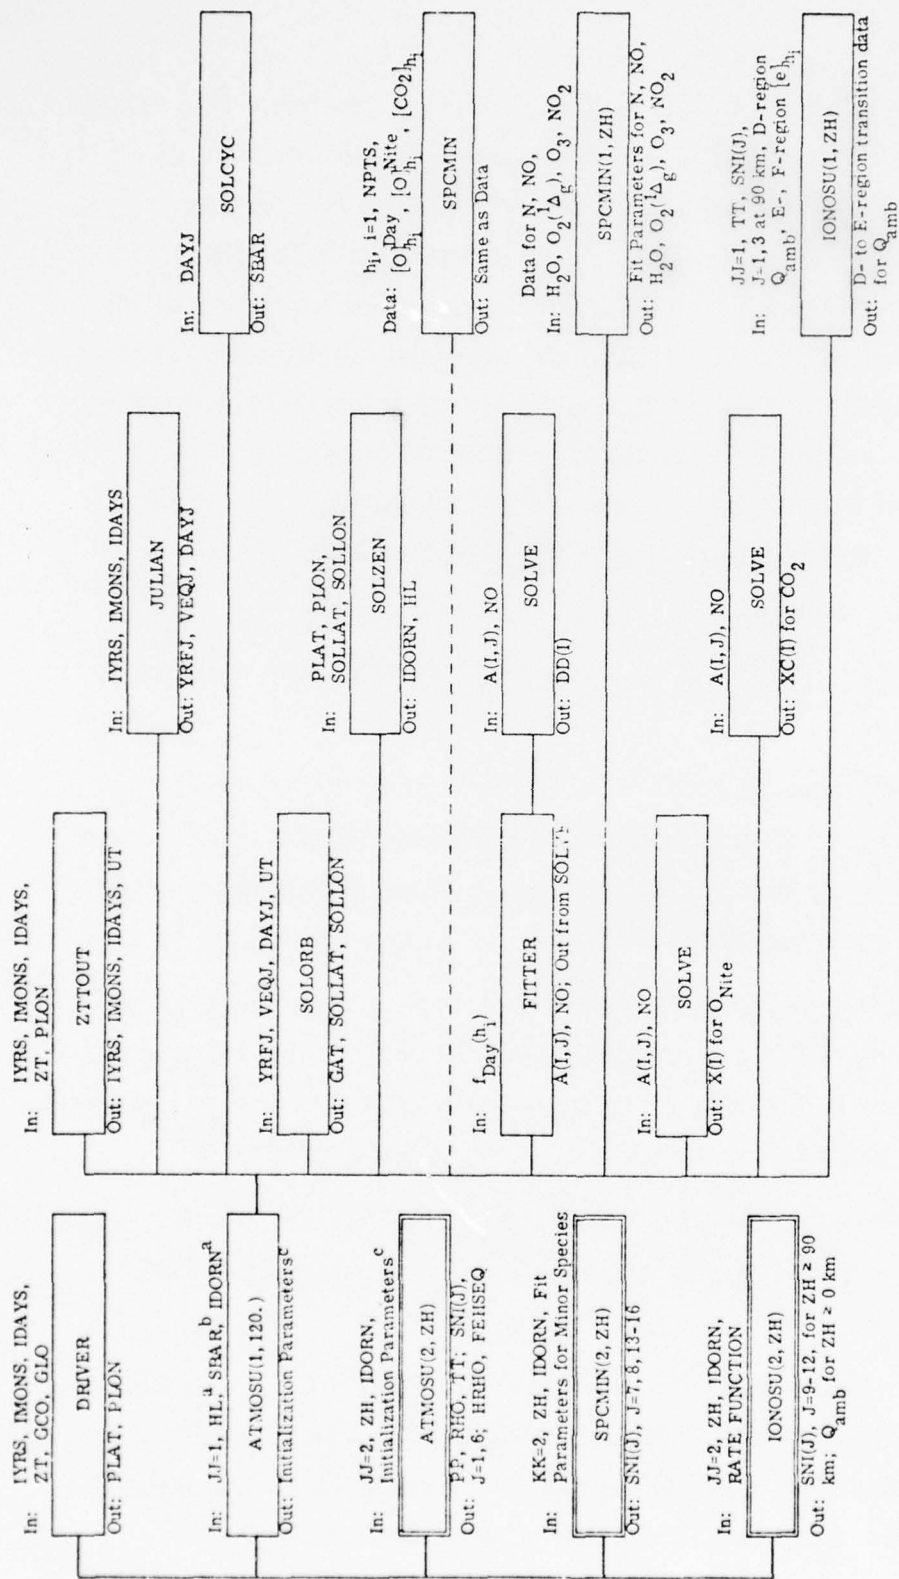 In: IYRS, IMONS, IDAYS,
ZT, GCO, GLO
DRIVER
Out: PLAT, PLON
In: JJ=1, HL,a SBAR,b IDORNa
ATMOSU(1,120.)
Out: Initialization Parametersc
JJ=2, ZH, IDORN,
In: Initialization Parametersc
ATMOSU(2, ZH)
PP, RHO, TT; SNI(J),
Out: J=1,6; HRHO, FEHSEQ
KK=2, ZH, IDORN, Fit
In: Parameters for Minor Species
SPCMIN(2, ZH)
Out: SNI(J), J=7,8,13-16
JJ=2, ZH, IDORN,
In: RATE FUNCTION
IONOSU(2, ZH)
SNI(J), J=9-12, for ZH ≥ 90
Out: km; Qamb for ZH ≥ 0 km
IYRS, IMONS, IDAYS,
In: ZT, PLON
ZTTOUT
Out: IYRS, IMONS, IDAYS, UT
In: YRFJ, VEQJ, DAYJ, UT
SOLORB
Out: GAT, SOLLAT, SOLLON
In: fDay(hi)
FITTER
A(I,J), NO; Out from SOLVE
In: A(I,J), NO
SOLVE
Out: X(I) for ONite
In: IYRS, IMONS, IDAYS
JULIAN
Out: YRFJ, VEQJ, DAYJ
PLAT, PLON,
In: SOLLAT, SOLLON
SOLZEN
Out: IDORN, HL
In: A(I,J), NO
SOLVE
Out: DD(I)
In: A(I,J), NO
SOLVE
Out: XC(I) for CO2
In: DAYJ
SOLCYC
Out: SBAR
hi, i=1, NPTS,
Data: [O]Dayhi, [O]Nitehi, [CO2]hi
SPCMIN
Out: Same as Data
Data for N, NO,
In: H2O, O2(1Δg), O3, NO2
SPCMIN(1, ZH)
Fit Parameters for N, NO,
Out: H2O, O2(1Δg), O3, NO2
JJ=1, TT, SNI(J),
J=1,3 at 90 km, D-region
In: Qamb, E-, F-region [e]hi
IONOSU(1, ZH)
D- to E-region transition data
Out: for Qamb